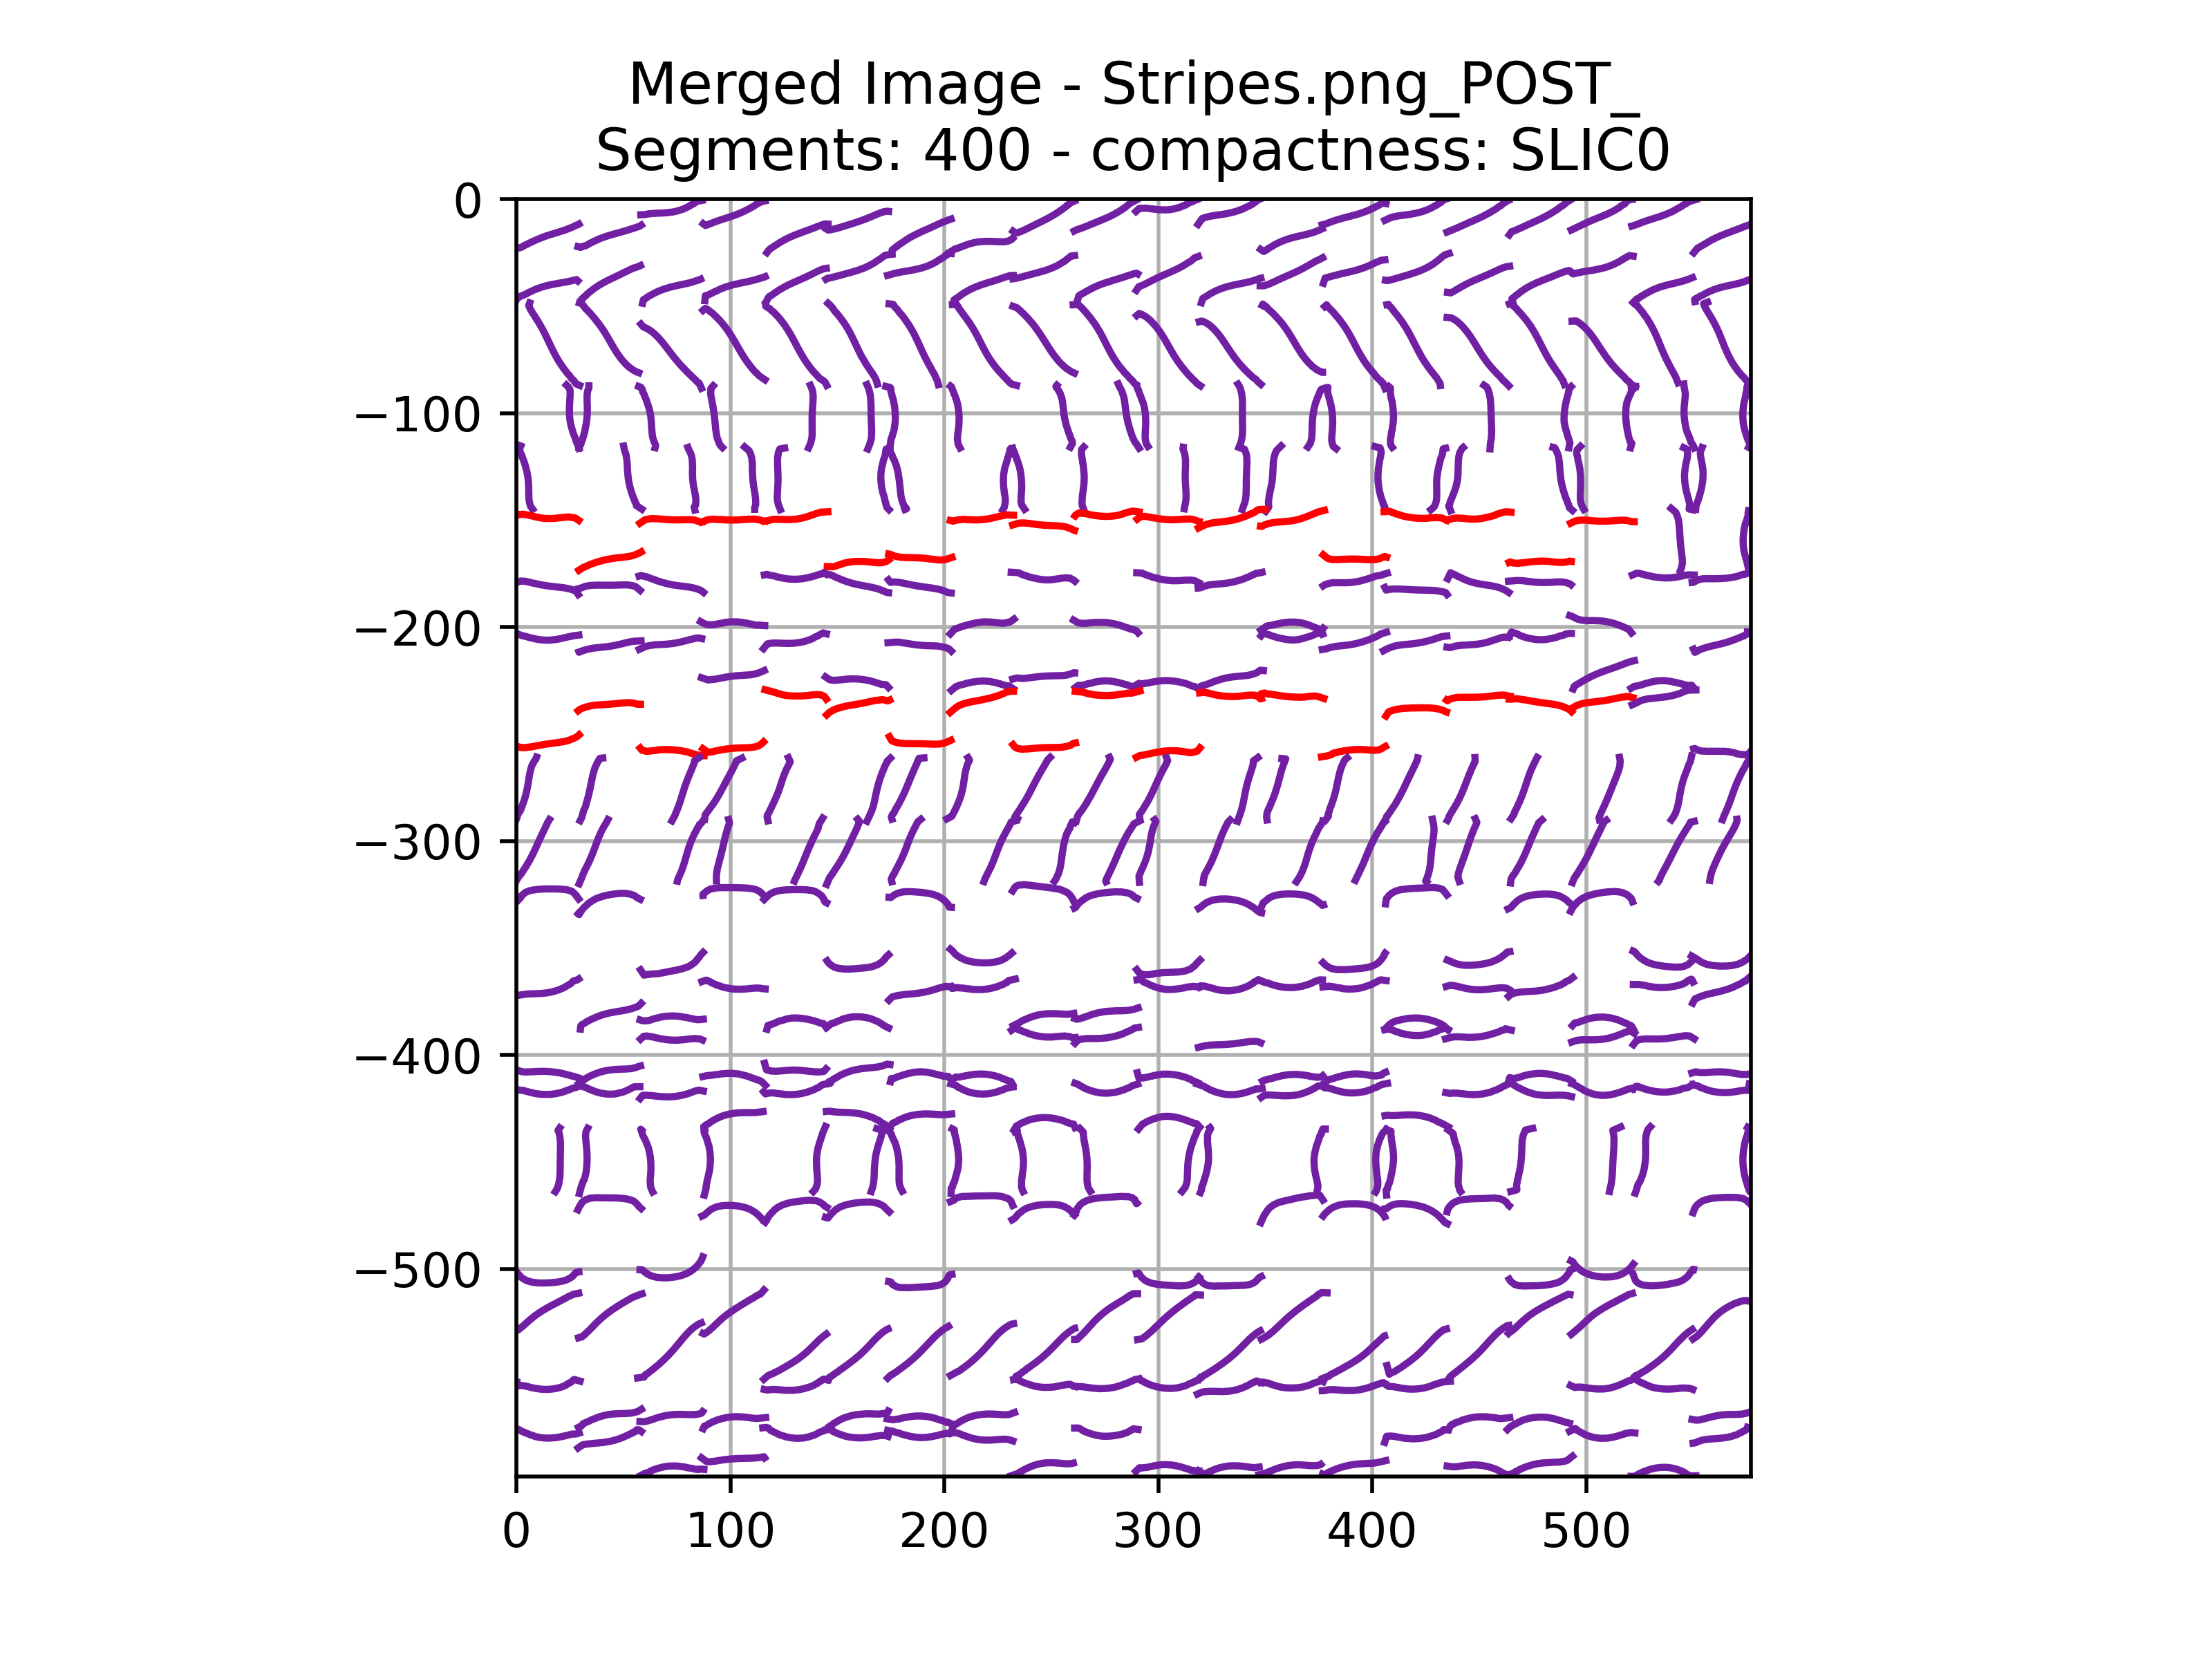 Merged Image - Stripes.png_POST_
Segments: 400 - compactness: SLIC0
0
−100
−200
−300
−400
−500
0 100 200 300 400 500